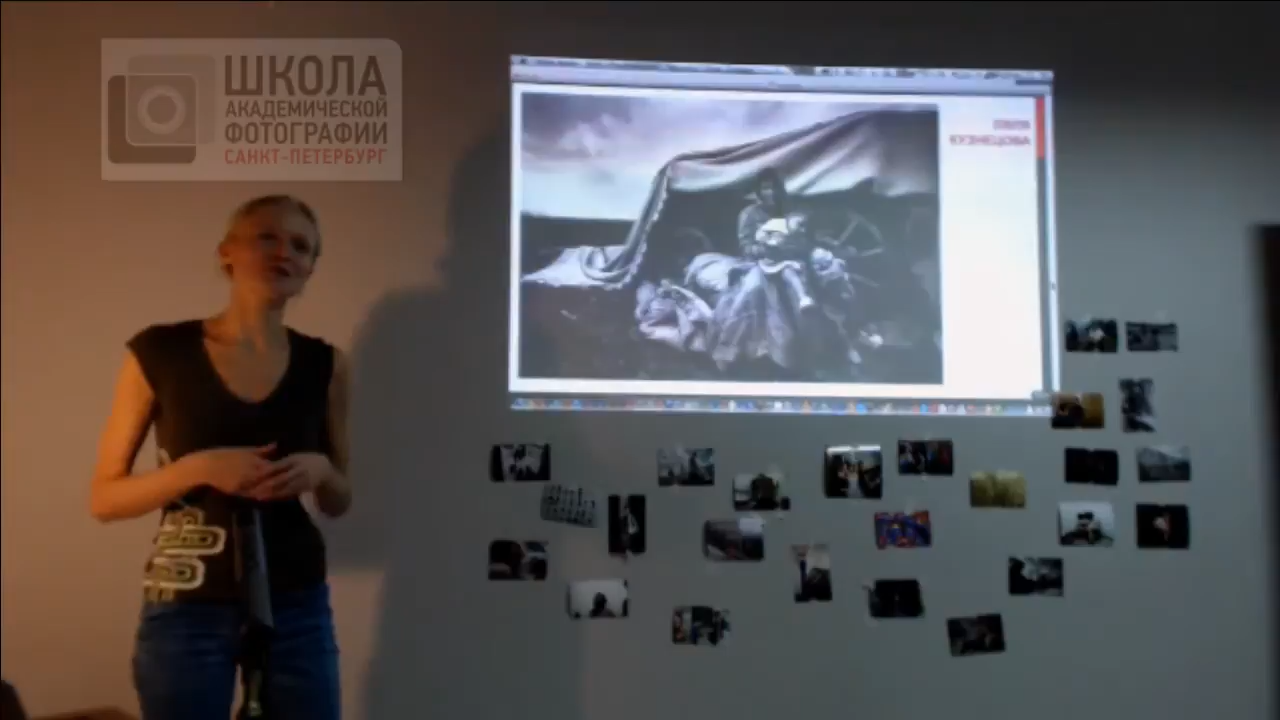 ШКОЛА
АКАДЕМИЧЕСКОЙ
ФОТОГРАФИИ
САНКТ-ПЕТЕРБУРГ
КУЗНЕЦОВА